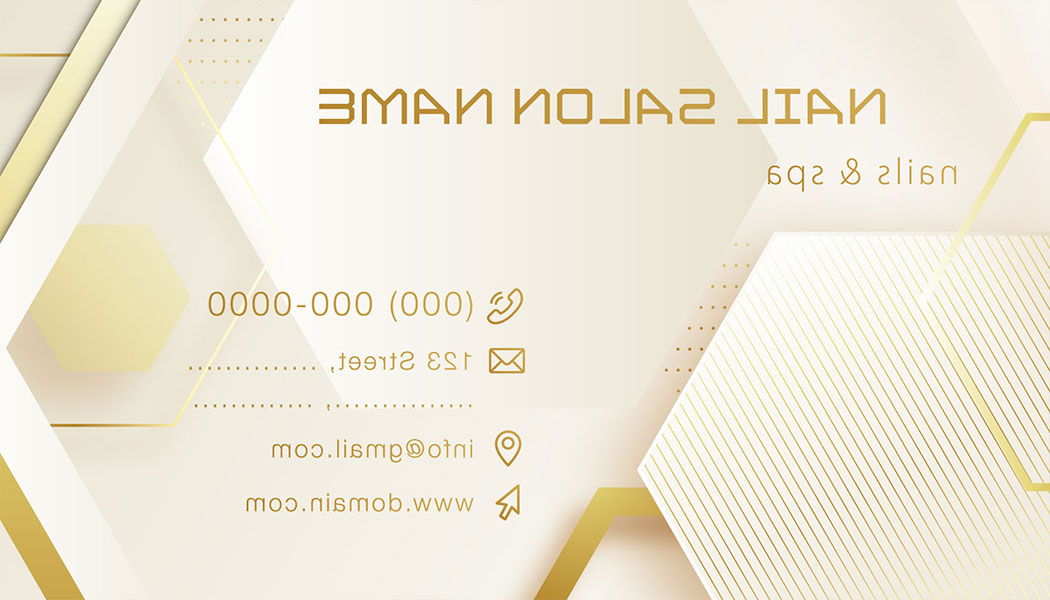 NAIL SALON NAME
nails & spa
(000) 000-0000
123 Street, ..............
................., ..............
info@gmail.com
www.domain.com